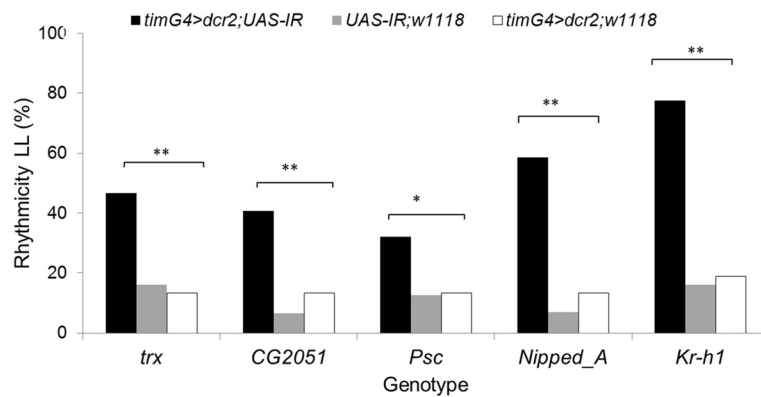 timG4>dcr2;UAS-IR UAS-IR;w1118 timG4>dcr2;w1118
Rhythmicity LL (%)
100
80
60
40
20
0
**
**
*
**
**
trx CG2051 Psc Nipped_A Kr-h1
Genotype